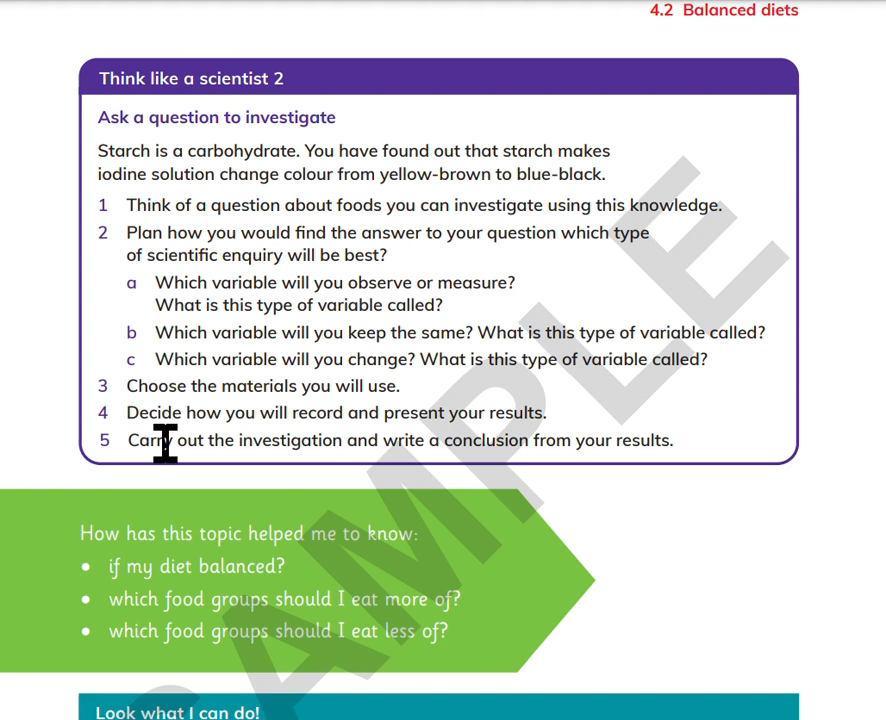 4.2 Balanced diets
Think like a scientist 2
Ask a question to investigate
Starch is a carbohydrate. You have found out that starch makes
iodine solution change colour from yellow-brown to blue-black.
1 Think of a question about foods you can investigate using this knowledge.
2 Plan how you would find the answer to your question which type
of scientific enquiry will be best?
a Which variable will you observe or measure?
What is this type of variable called?
b Which variable will you keep the same? What is this type of variable called?
c Which variable will you change? What is this type of variable called?
3 Choose the materials you will use.
4 Decide how you will record and present your results.
5 Carry out the investigation and write a conclusion from your results.
How has this topic helped me to know:
• if my diet balanced?
• which food groups should I eat more of?
• which food groups should I eat less of?
Look what I can do!
SAMPLE